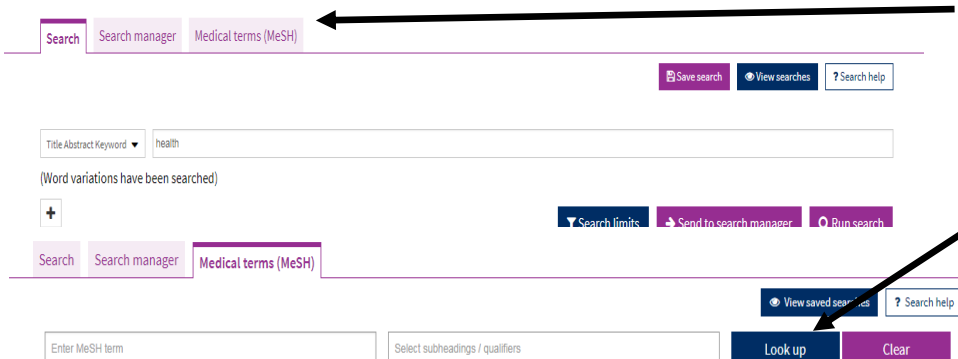 Search Search manager Medical terms (MeSH)
Save search View searches ? Search help
Title Abstract Keyword health
(Word variations have been searched)
+
Search limits Send to search manager Run search
Search Search manager Medical terms (MeSH)
View saved searches ? Search help
Enter MeSH term Select subheadings / qualifiers Look up Clear